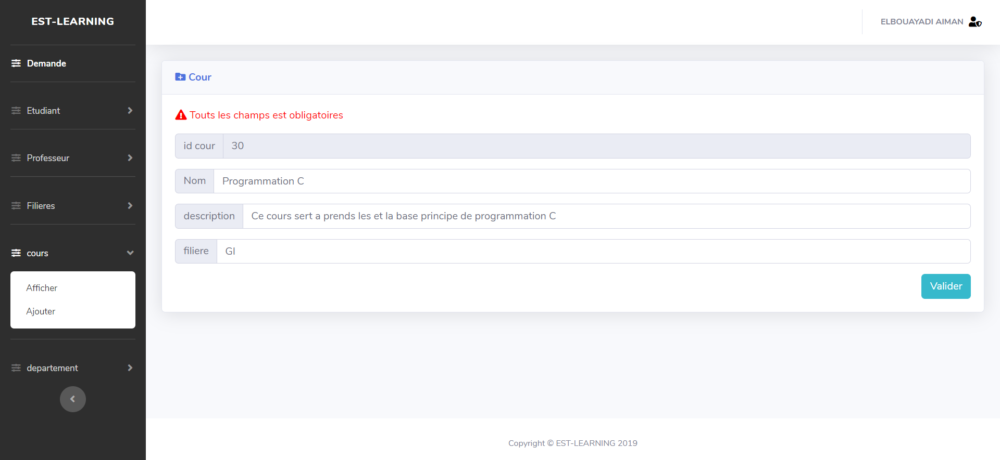 EST-LEARNING
Demande
Etudiant
Professeur
Filieres
cours
Afficher
Ajouter
departement
ELBOUAYADI AIMAN
Cour
Touts les champs est obligatoires
id cour 30
Nom Programmation C
description Ce cours sert a prends les et la base principe de programmation C
filiere GI
Valider
Copyright © EST-LEARNING 2019